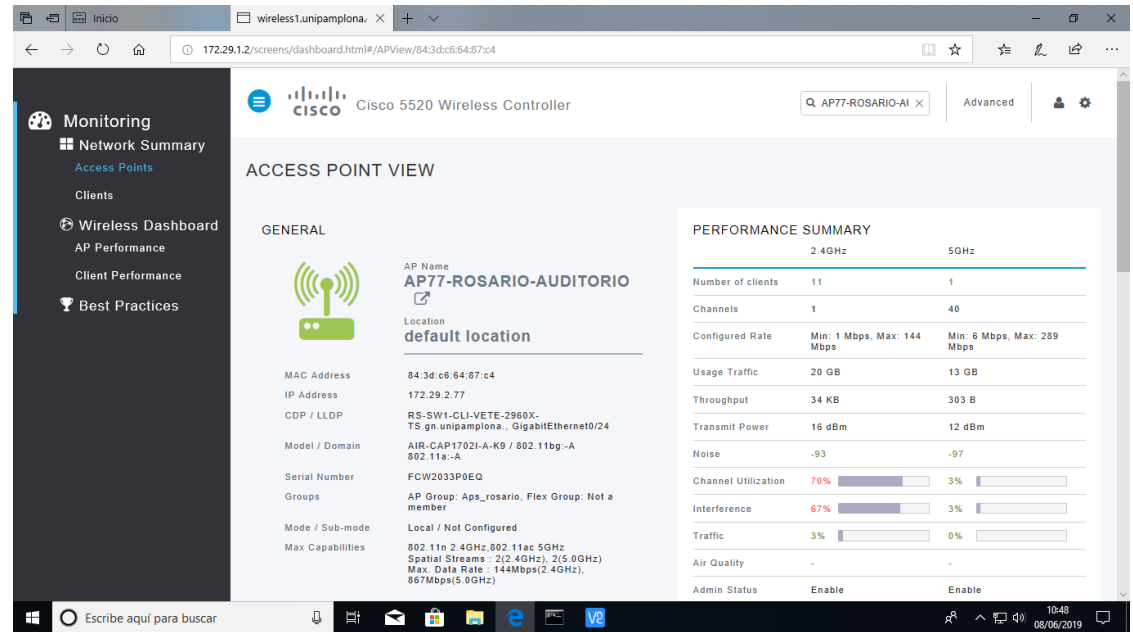 Inicio
wireless1.unipamplona.
172.29.1.2/screens/dashboard.html#/APView/84:3d:c6:64:87:c4
Monitoring
Network Summary
Access Points
Clients
Wireless Dashboard
AP Performance
Client Performance
Best Practices
CISCO
Cisco 5520 Wireless Controller
AP77-ROSARIO-AU
Advanced
ACCESS POINT VIEW
GENERAL
AP Name
AP77-ROSARIO-AUDITORIO
Location
default location
MAC Address 84:3d:c6:64:87:c4
IP Address 172.29.2.77
CDP / LLDP RS-SW1-CLI-VETE-2960X-
TS.gn.unipamplona., GigabitEthernet0/24
Model / Domain AIR-CAP1702I-A-K9 / 802.11bg:-A
802.11a:-A
Serial Number FCW2033P0EQ
Groups AP Group: Aps_rosario, Flex Group: Not a
member
Mode / Sub-mode Local / Not Configured
Max Capabilities 802.11n 2.4GHz,802.11ac 5GHz
Spatial Streams : 2(2.4GHz), 2(5.0GHz)
Max. Data Rate : 144Mbps(2.4GHz),
867Mbps(5.0GHz)
PERFORMANCE SUMMARY
2.4GHz 5GHz
Number of clients 11 1
Channels 1 40
Configured Rate Min: 1 Mbps, Max: 144 Min: 6 Mbps, Max: 289
Mbps Mbps
Usage Traffic 20 GB 13 GB
Throughput 34 KB 303 B
Transmit Power 16 dBm 12 dBm
Noise -93 -97
Channel Utilization 70% 3%
Interference 67% 3%
Traffic 3% 0%
Air Quality - -
Admin Status Enable Enable
Escribe aquí para buscar
10:48
08/06/2019